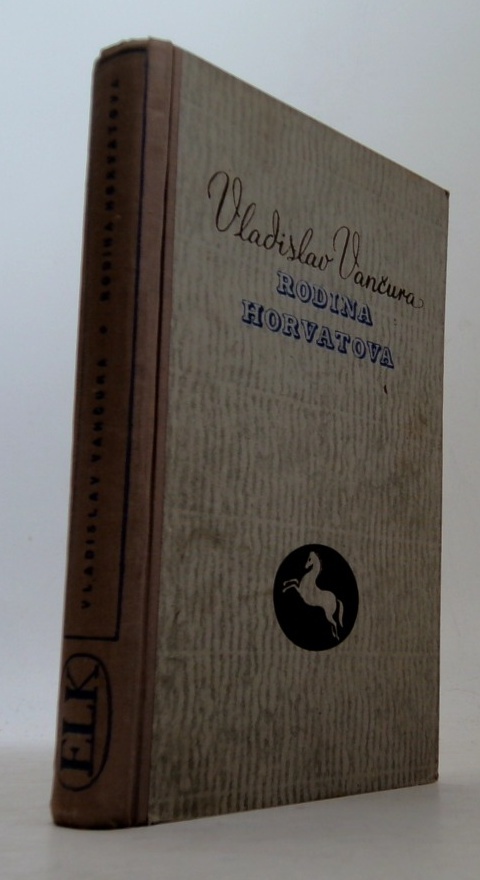 Vladislav Vančura
RODINA
HORVATOVA
VLADISLAV VANČURA • RODINA HORVATOVA
ELK